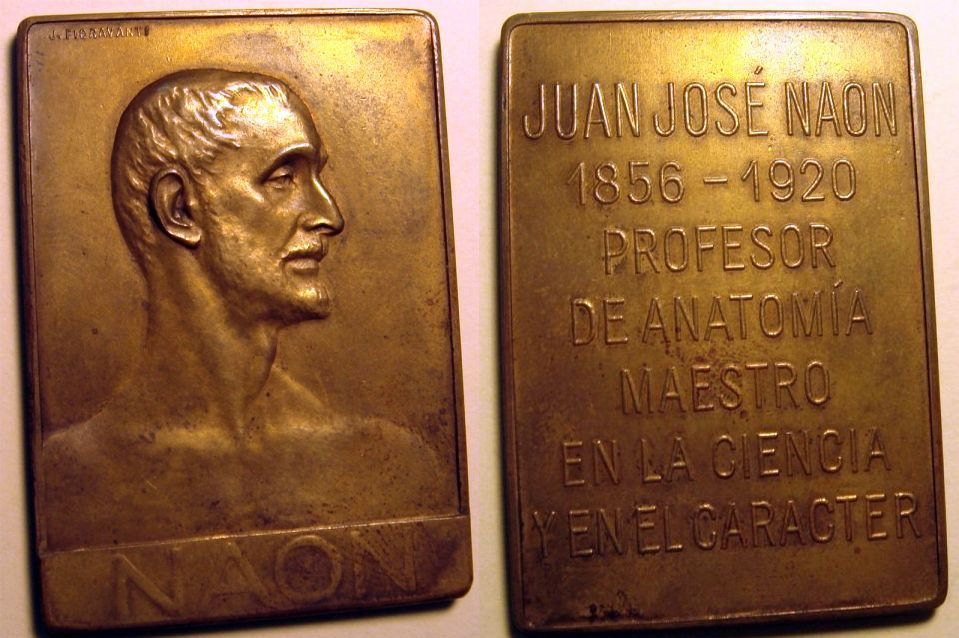 J. FIORAVANTI
NAON
JUAN JOSÉ NAON
1856 - 1920
PROFESOR
DE ANATOMÍA
MAESTRO
EN LA CIENCIA
Y EN EL CARACTER